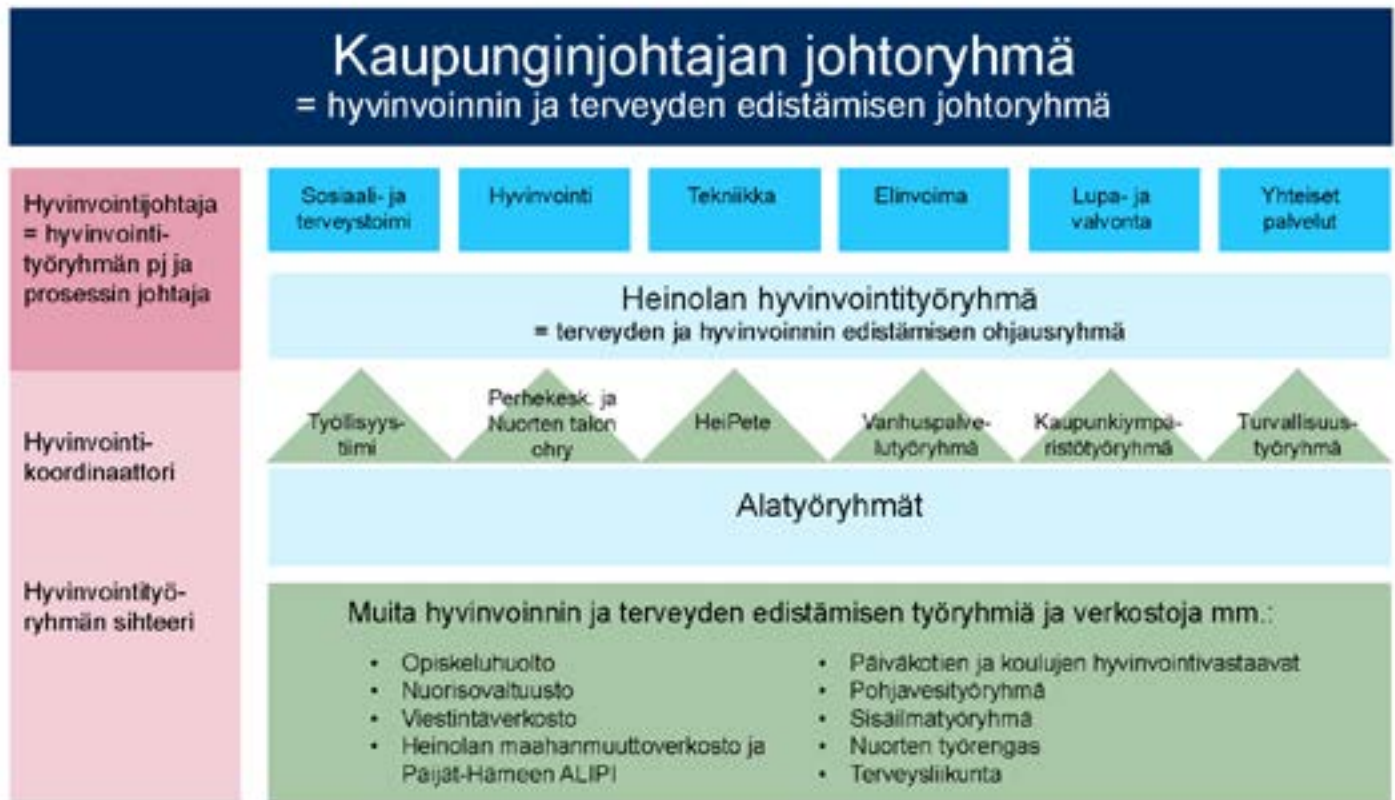 Kaupunginjohtajan johtoryhmä
= hyvinvoinnin ja terveyden edistämisen johtoryhmä
Hyvinvointijohtaja
= hyvinvointi-
työryhmän pj ja
prosessin johtaja
Sosiaali- ja
terveystoimi
Hyvinvointi
Tekniikka
Elinvoima
Lupa- ja
valvonta
Yhteiset
palvelut
Heinolan hyvinvointityöryhmä
= terveyden ja hyvinvoinnin edistämisen ohjausryhmä
Hyvinvointi-
koordinaattori
Työllisyys-
tiimi
Perhekesk. ja
Nuorten talon
ohry
HeiPete
Vanhuspalve-
lutyöryhmä
Kaupunkiympä-
ristötyöryhmä
Turvallisuus-
työryhmä
Alatyöryhmät
Hyvinvointityö-
ryhmän sihteeri
Muita hyvinvoinnin ja terveyden edistämisen työryhmiä ja verkostoja mm.:
• Opiskeluhuolto
• Nuorisovaltuusto
• Viestintäverkosto
• Heinolan maahanmuuttoverkosto ja
Päijät-Hämeen ALIPI
• Päiväkotien ja koulujen hyvinvointivastaavat
• Pohjavesityöryhmä
• Sisäilmatyöryhmä
• Nuorten työrengas
• Terveysliikunta